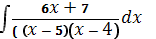 ∫ 6x + 7 / ( (x − 5)(x − 4) dx